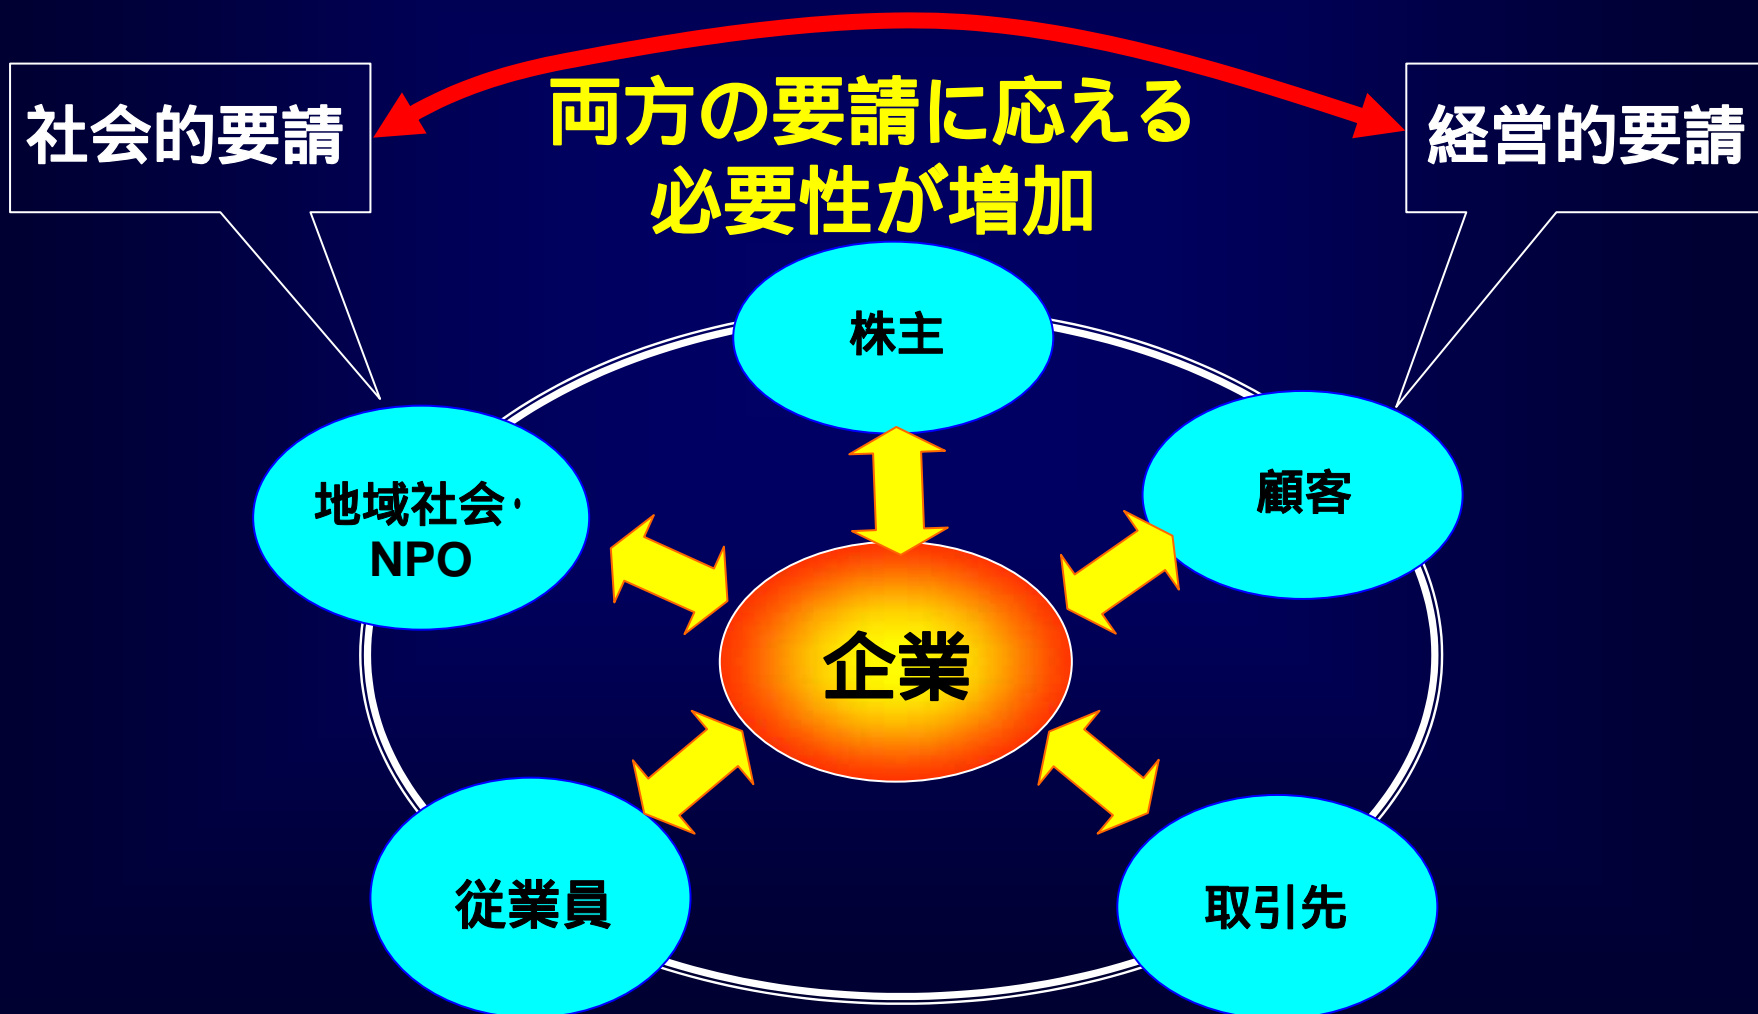 社会的要請
両方の要請に応える
必要性が増加
経営的要請
株主
地域社会・
NPO
顧客
企業
従業員
取引先